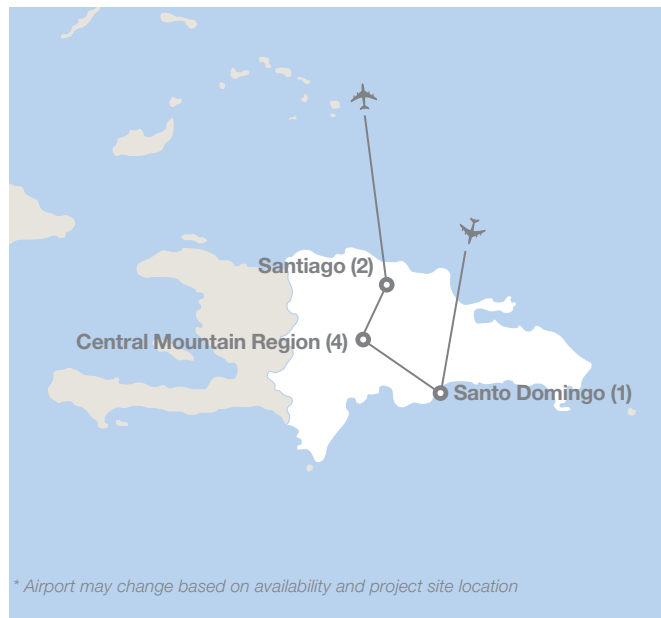 Santiago (2)
Central Mountain Region (4)
Santo Domingo (1)
* Airport may change based on availability and project site location